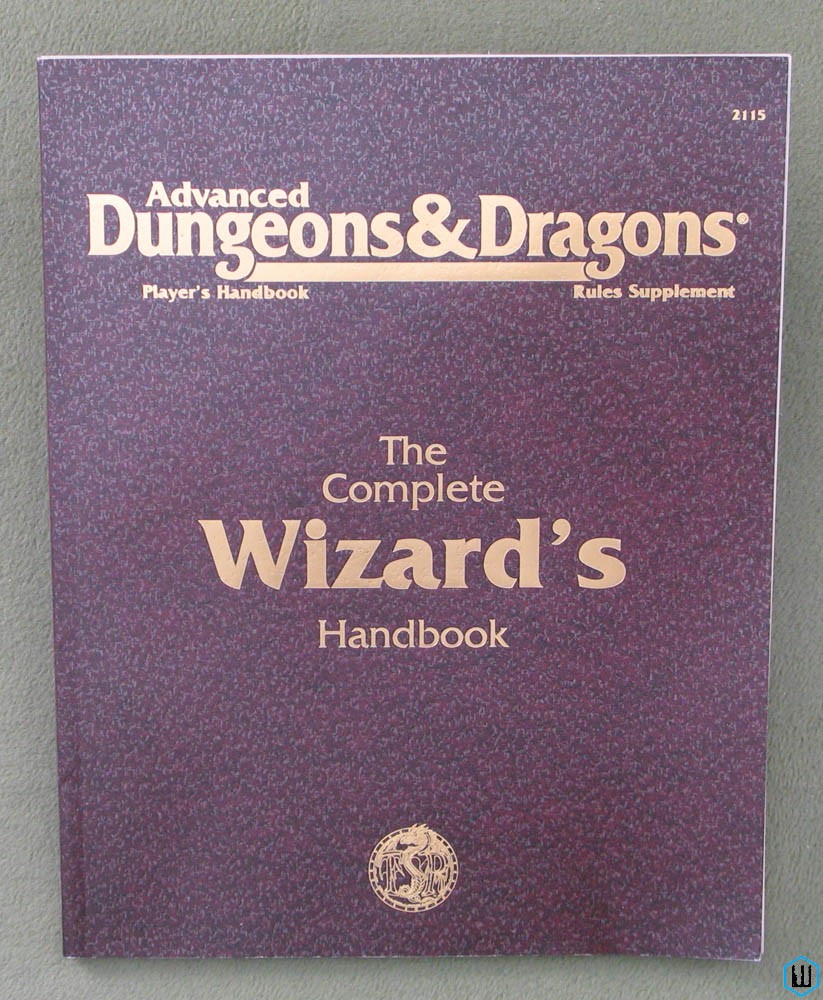 2115
Advanced
Dungeons&Dragons®
Player's Handbook Rules Supplement
The
Complete
Wizard's
Handbook
TSR
W